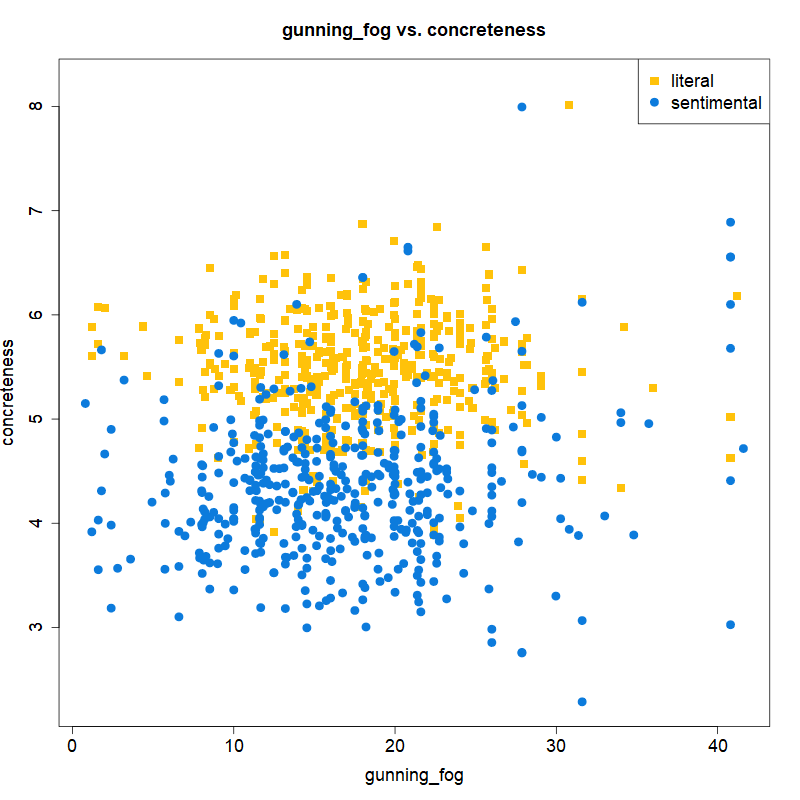 gunning_fog vs. concreteness
literal
sentimental
8
7
6
5
4
3
concreteness
0 10 20 30 40
gunning_fog